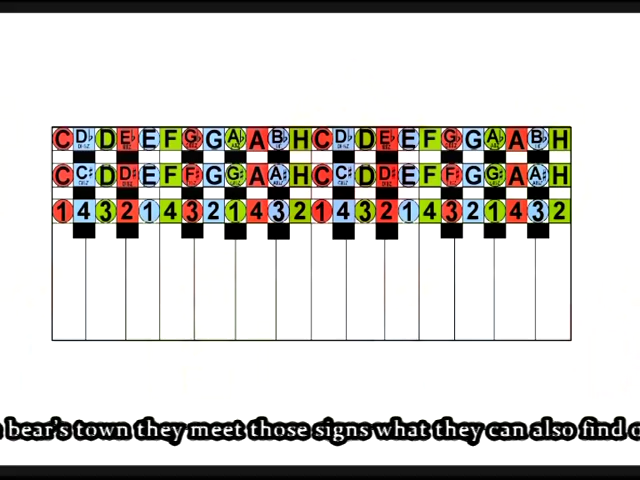 C D♭ D E♭ E F G♭ G A♭ A B♭ H C D♭ D E♭ E F G♭ G A♭ A B♭ H
C C♯ D D♯ E F F♯ G G♯ A A♯ H C C♯ D D♯ E F F♯ G G♯ A A♯ H
1 4 3 2 1 4 3 2 1 4 3 2 1 4 3 2 1 4 3 2 1 4 3 2
bear's town they meet those signs what they can also find